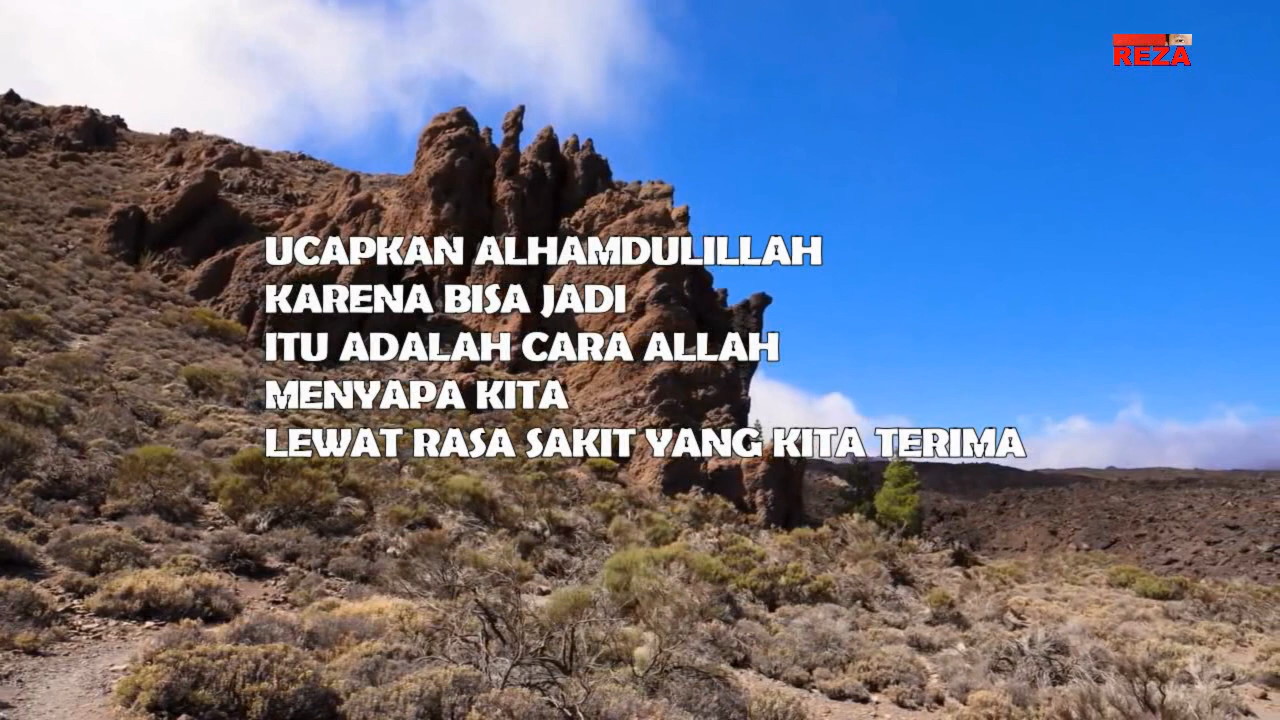 REZA
UCAPKAN ALHAMDULILLAH
KARENA BISA JADI
ITU ADALAH CARA ALLAH
MENYAPA KITA
LEWAT RASA SAKIT YANG KITA TERIMA